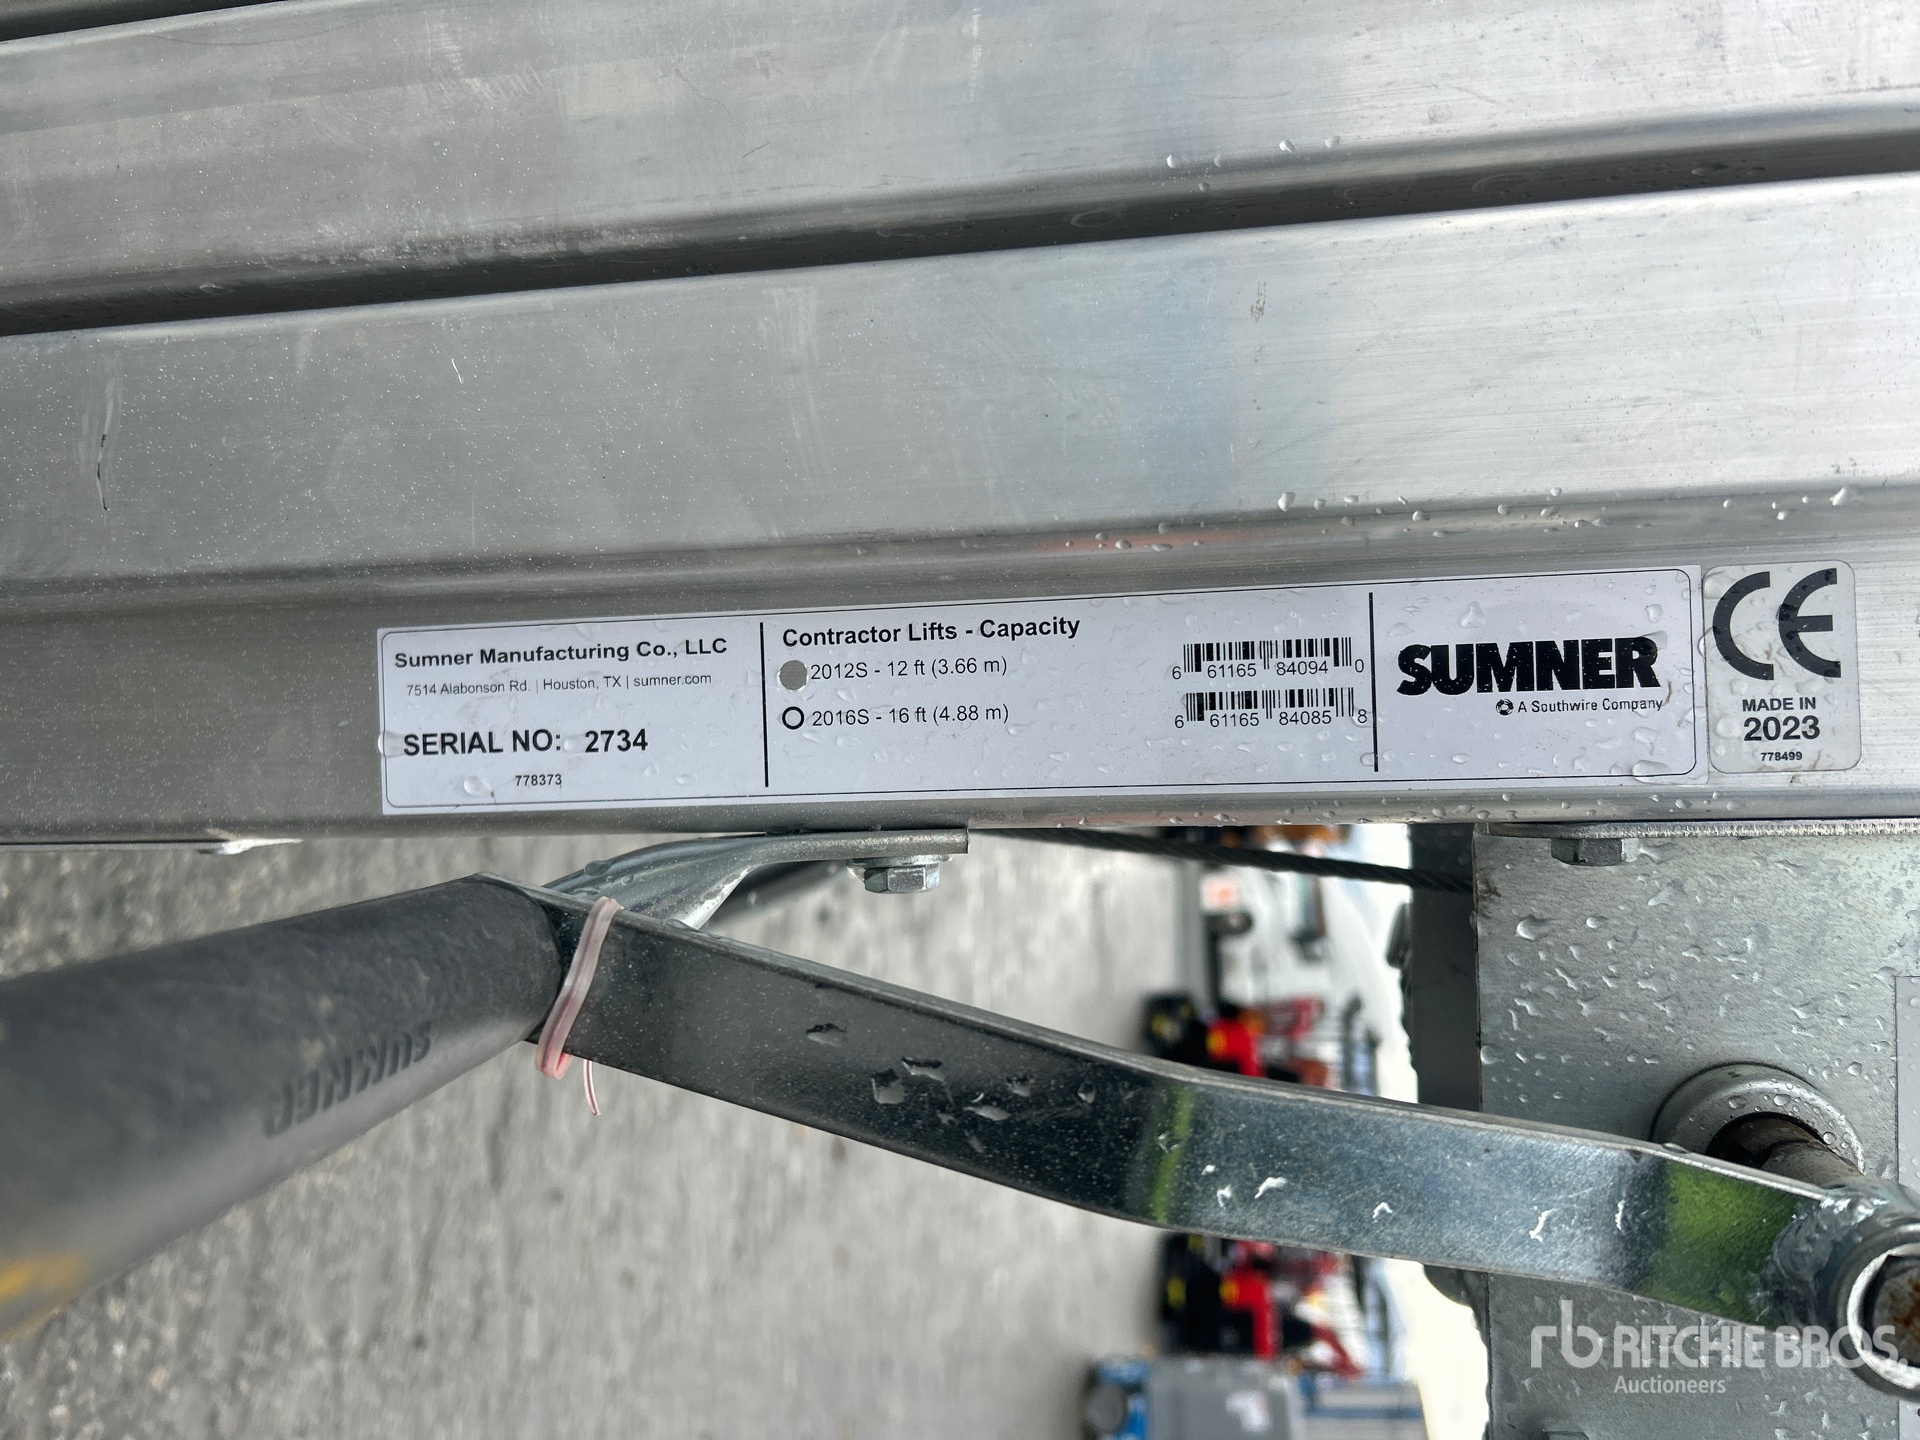 Sumner Manufacturing Co., LLC
7514 Alabonson Rd. | Houston, TX | sumner.com
SERIAL NO: 2734
778373
Contractor Lifts - Capacity
2012S - 12 ft (3.66 m)
2016S - 16 ft (4.88 m)
6 61165 84094 0
6 61165 84085 8
SUMNER
A Southwire Company
CE
MADE IN
2023
778499
SUMNER
rb RITCHIE BROS.
Auctioneers